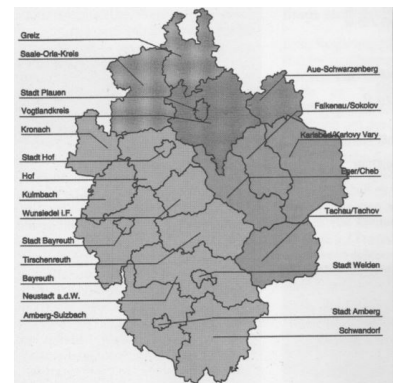 Greiz
Saale-Orla-Kreis
Stadt Plauen
Vogtlandkreis
Kronach
Stadt Hof
Hof
Kulmbach
Wunsiedel i.F.
Stadt Bayreuth
Tirschenreuth
Bayreuth
Neustadt a.d.W.
Amberg-Sulzbach
Aue-Schwarzenberg
Falkenau/Sokolov
Karlsbad/Karlovy Vary
Eger/Cheb
Tachau/Tachov
Stadt Weiden
Stadt Amberg
Schwandorf